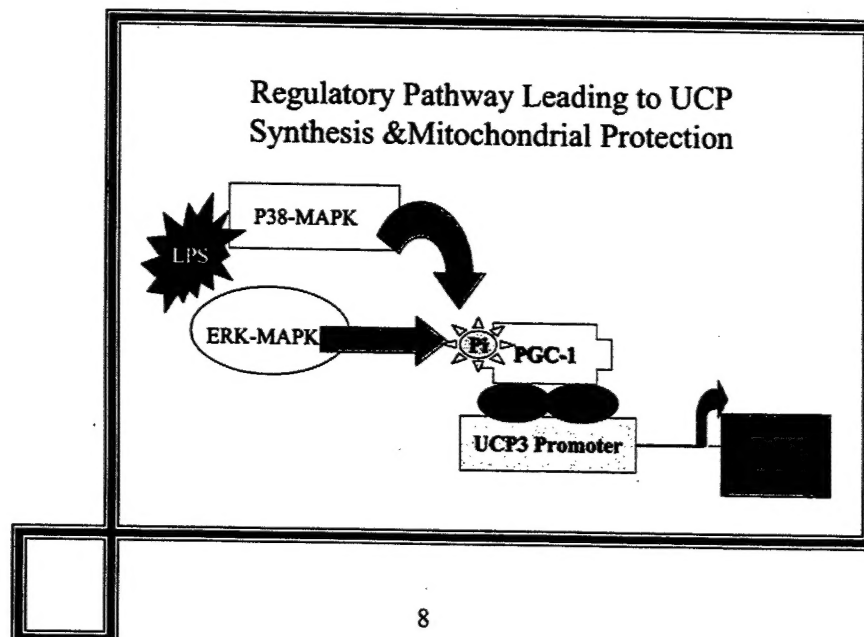 Regulatory Pathway Leading to UCP
Synthesis &Mitochondrial Protection
P38-MAPK
LPS
ERK-MAPK
Pi
PGC-1
UCP3 Promoter
8